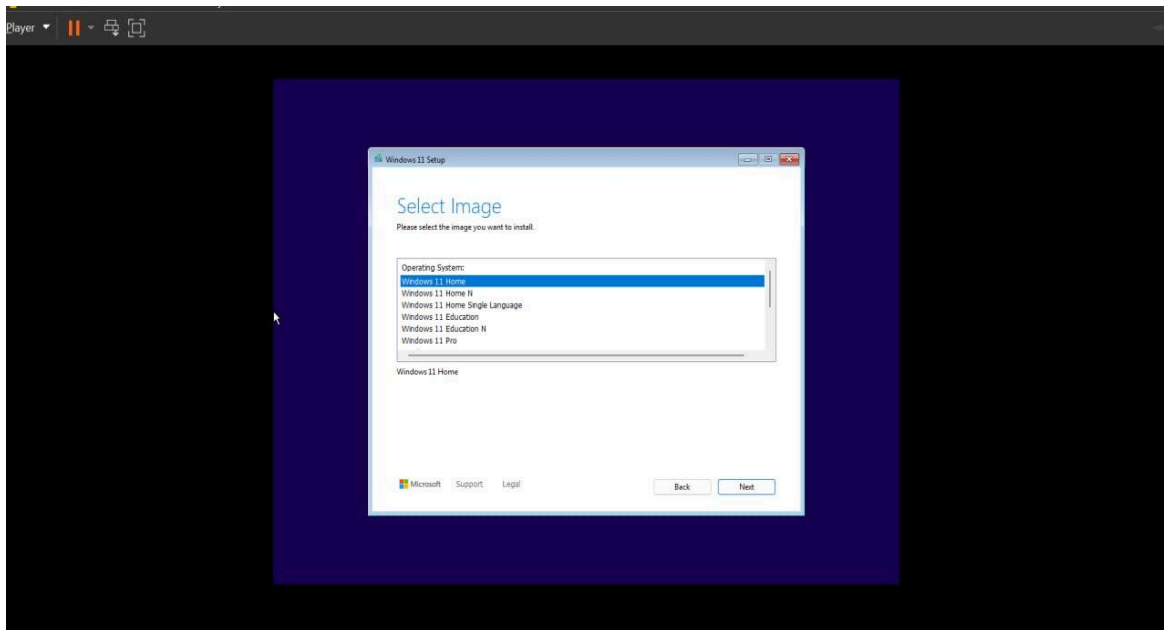 Player
Windows 11 Setup
Select Image
Please select the image you want to install.
Operating System:
Windows 11 Home
Windows 11 Home N
Windows 11 Home Single Language
Windows 11 Education
Windows 11 Education N
Windows 11 Pro
Windows 11 Home
Microsoft Support Legal
Back Next